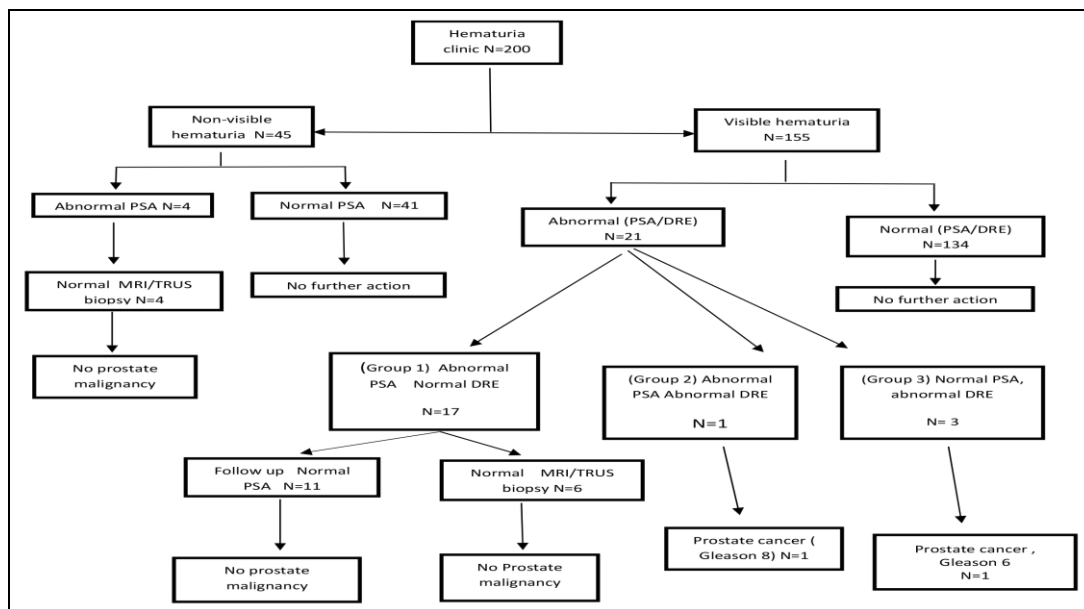 Hematuria
clinic N=200
Non-visible
hematuria N=45
Visible hematuria
N=155
Abnormal PSA N=4
Normal PSA N=41
Abnormal (PSA/DRE)
N=21
Normal (PSA/DRE)
N=134
Normal MRI/TRUS
biopsy N=4
No further action
No further action
No prostate
malignancy
(Group 1) Abnormal
PSA Normal DRE
N=17
(Group 2) Abnormal
PSA Abnormal DRE
N=1
(Group 3) Normal PSA,
abnormal DRE
N= 3
Follow up Normal
PSA N=11
Normal MRI/TRUS
biopsy N=6
Prostate cancer (
Gleason 8) N=1
Prostate cancer ,
Gleason 6
N=1
No prostate
malignancy
No Prostate
malignancy